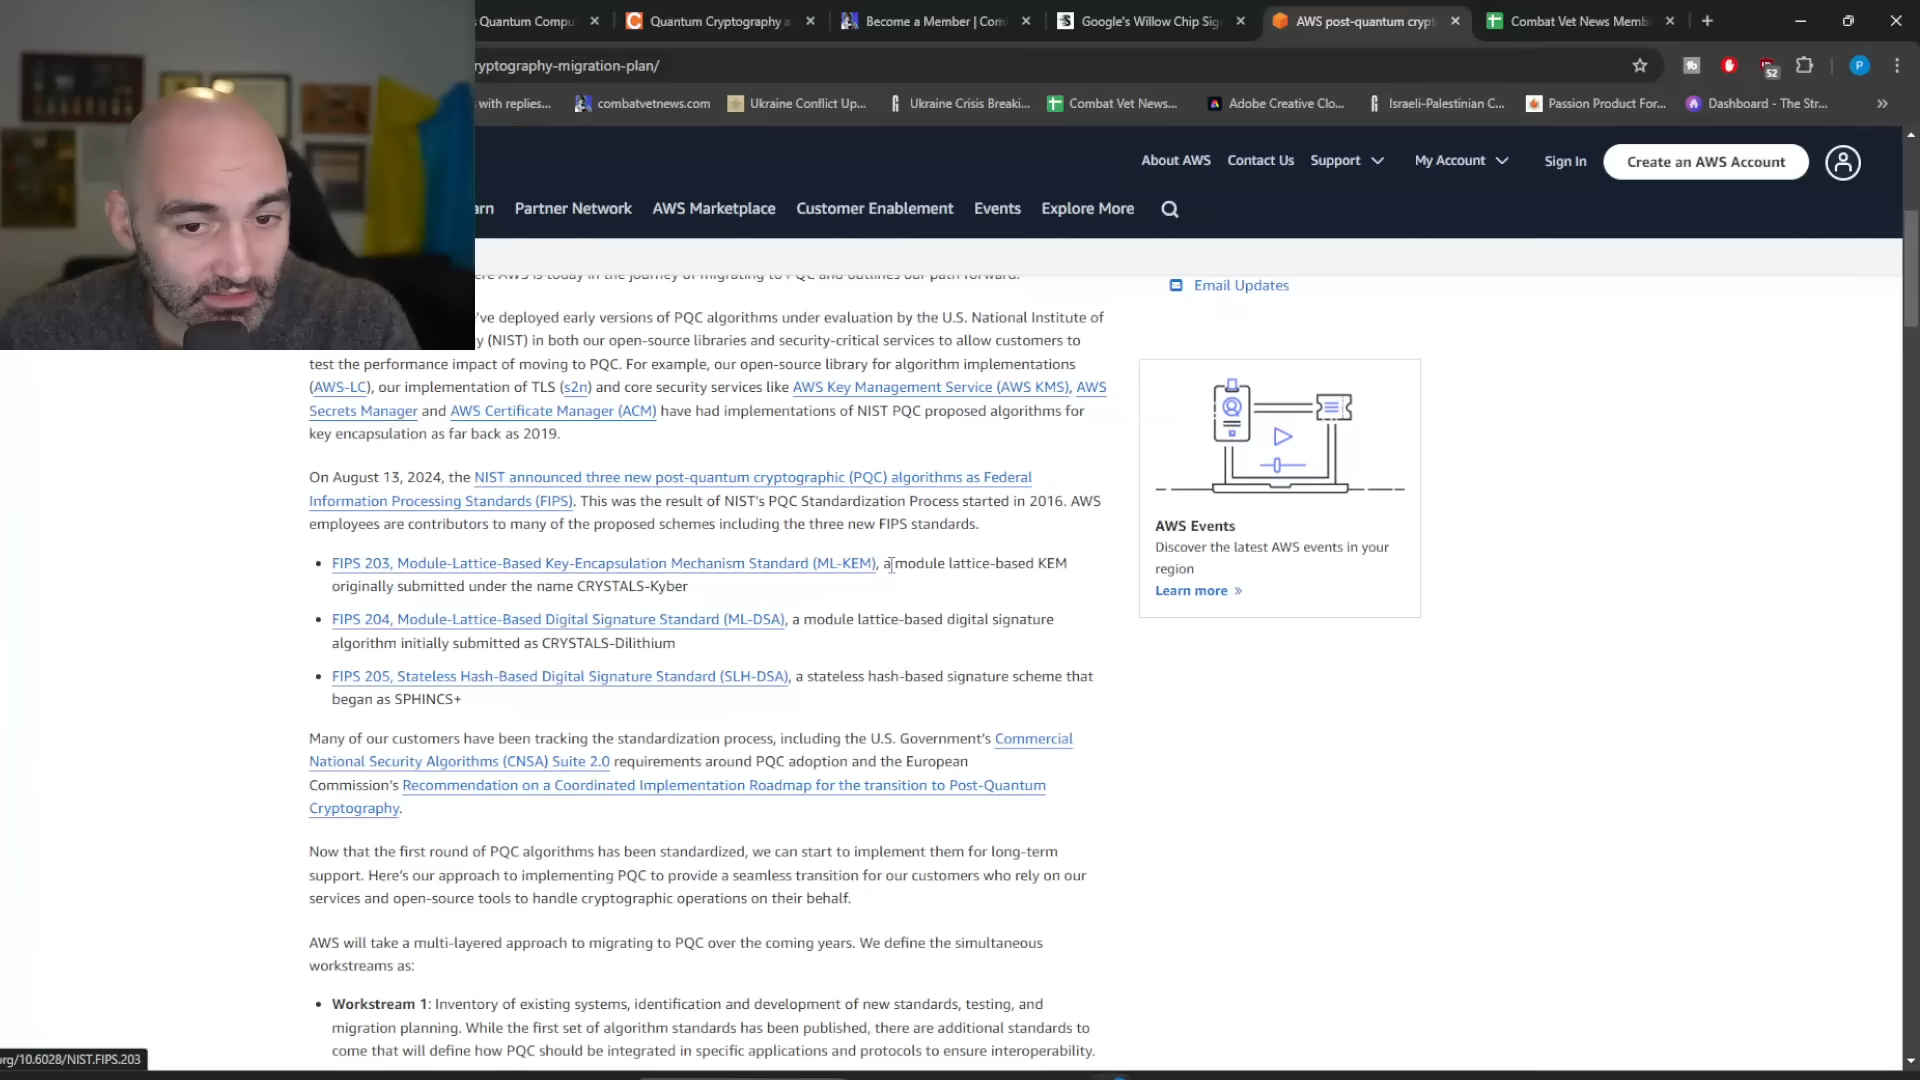 s Quantum Compu
Quantum Cryptography a
Become a Member | Com
Google's Willow Chip Sig
AWS post-quantum crypt
Combat Vet News Memb
ryptography-migration-plan/
52
P
with replies...
combatvetnews.com
Ukraine Conflict Up...
Ukraine Crisis Breaki...
Combat Vet News...
Adobe Creative Clo...
Israeli-Palestinian C...
Passion Product For...
Dashboard - The Str...
About AWS
Contact Us
Support
My Account
Sign In
Create an AWS Account
arn
Partner Network
AWS Marketplace
Customer Enablement
Events
Explore More
ere AWS is today in the journey of migrating to PQC and outlines our path forward.
've deployed early versions of PQC algorithms under evaluation by the U.S. National Institute of
y (NIST) in both our open-source libraries and security-critical services to allow customers to
test the performance impact of moving to PQC. For example, our open-source library for algorithm implementations
(AWS-LC), our implementation of TLS (s2n) and core security services like AWS Key Management Service (AWS KMS), AWS
Secrets Manager and AWS Certificate Manager (ACM) have had implementations of NIST PQC proposed algorithms for
key encapsulation as far back as 2019.
On August 13, 2024, the NIST announced three new post-quantum cryptographic (PQC) algorithms as Federal
Information Processing Standards (FIPS). This was the result of NIST's PQC Standardization Process started in 2016. AWS
employees are contributors to many of the proposed schemes including the three new FIPS standards.
• FIPS 203, Module-Lattice-Based Key-Encapsulation Mechanism Standard (ML-KEM), a module lattice-based KEM
originally submitted under the name CRYSTALS-Kyber
• FIPS 204, Module-Lattice-Based Digital Signature Standard (ML-DSA), a module lattice-based digital signature
algorithm initially submitted as CRYSTALS-Dilithium
• FIPS 205, Stateless Hash-Based Digital Signature Standard (SLH-DSA), a stateless hash-based signature scheme that
began as SPHINCS+
Many of our customers have been tracking the standardization process, including the U.S. Government's Commercial
National Security Algorithms (CNSA) Suite 2.0 requirements around PQC adoption and the European
Commission's Recommendation on a Coordinated Implementation Roadmap for the transition to Post-Quantum
Cryptography.
Now that the first round of PQC algorithms has been standardized, we can start to implement them for long-term
support. Here's our approach to implementing PQC to provide a seamless transition for our customers who rely on our
services and open-source tools to handle cryptographic operations on their behalf.
AWS will take a multi-layered approach to migrating to PQC over the coming years. We define the simultaneous
workstreams as:
• Workstream 1: Inventory of existing systems, identification and development of new standards, testing, and
migration planning. While the first set of algorithm standards has been published, there are additional standards to
come that will define how PQC should be integrated in specific applications and protocols to ensure interoperability.
Email Updates
AWS Events
Discover the latest AWS events in your
region
Learn more »
org/10.6028/NIST.FIPS.203